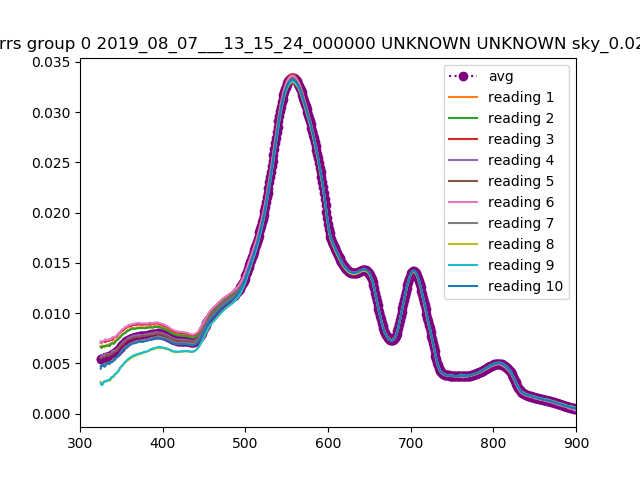 rrs group 0 2019_08_07___13_15_24_000000 UNKNOWN UNKNOWN sky_0.02
0.035
0.030
0.025
0.020
0.015
0.010
0.005
0.000
300 400 500 600 700 800 900
avg
reading 1
reading 2
reading 3
reading 4
reading 5
reading 6
reading 7
reading 8
reading 9
reading 10